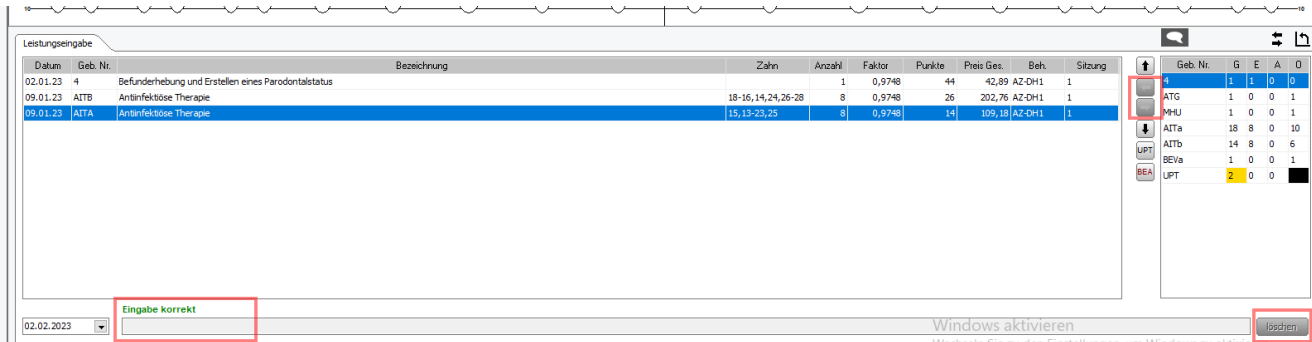 10 10
Leistungseingabe
Datum Geb. Nr. Bezeichnung Zahn Anzahl Faktor Punkte Preis Ges. Beh. Sitzung
02.01.23 4 Befunderhebung und Erstellen eines Parodontalstatus 1 0,9748 44 42,89 AZ-DH1 1
09.01.23 AITB Antiinfektiöse Therapie 18-16,14,24,26-28 8 0,9748 26 202,76 AZ-DH1 1
09.01.23 AITA Antiinfektiöse Therapie 15,13-23,25 8 0,9748 14 109,18 AZ-DH1 1
UPT
BEA
Geb. Nr. G E A O
4 1 1 0 0
ATG 1 0 0 1
MHU 1 0 0 1
AITa 18 8 0 10
AITb 14 8 0 6
BEVa 1 0 0 1
UPT 2 0 0
Eingabe korrekt
02.02.2023
Windows aktivieren
löschen